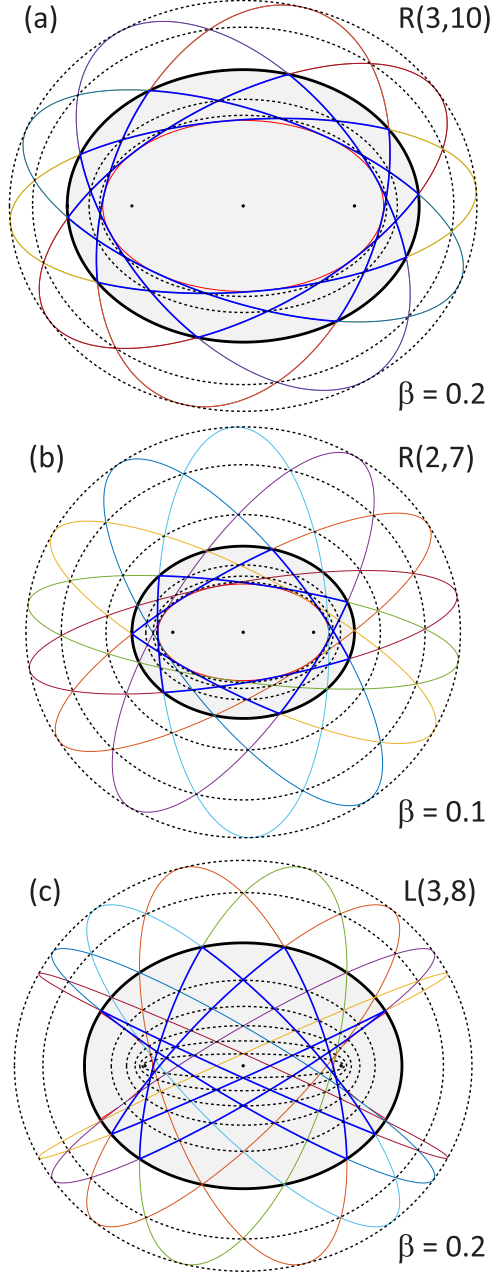 (a) R(3,10)
β = 0.2
(b) R(2,7)
β = 0.1
(c) L(3,8)
β = 0.2